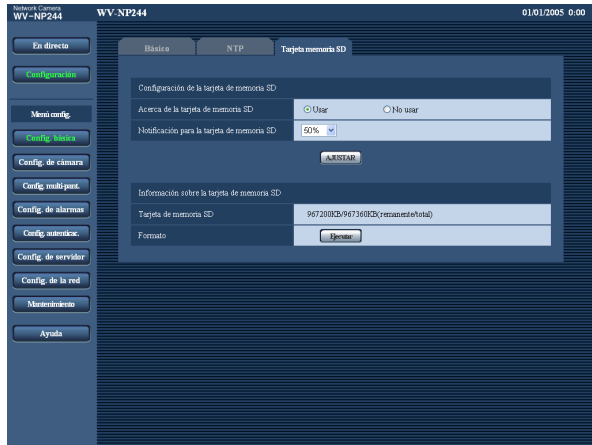 Network Camera
WV-NP244
WV-NP244
01/01/2005 0:00
En directo
Configuración
Menú config.
Config. básica
Config. de cámara
Config. multi-pant.
Config. de alarmas
Config. autenticac.
Config. de servidor
Config. de la red
Mantenimiento
Ayuda
Básico
NTP
Tarjeta memoria SD
Configuración de la tarjeta de memoria SD
Acerca de la tarjeta de memoria SD
Usar
No usar
Notificación para la tarjeta de memoria SD
50%
AJUSTAR
Información sobre la tarjeta de memoria SD
Tarjeta de memoria SD
967200KB/967360KB(remanente/total)
Formato
Ejecutar